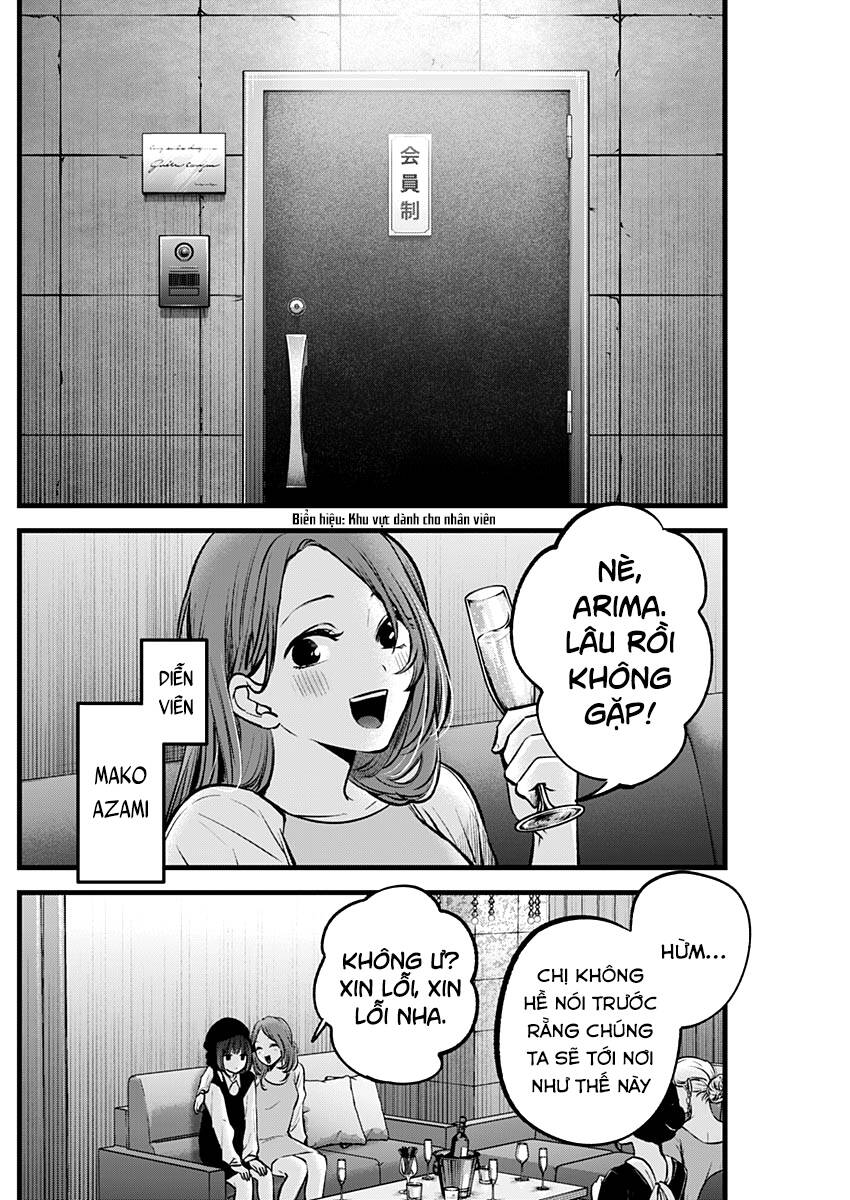 会
員
制
Biển hiệu: Khu vực dành cho nhân viên
NÈ,
ARIMA.
LÂU RỒI
KHÔNG
GẶP!
DIỄN
VIÊN
MAKO
AZAMI
HỪM...
CHỊ KHÔNG
HỀ NÓI TRƯỚC
RẰNG CHÚNG
TA SẼ TỚI NƠI
NHƯ THẾ NÀY
KHÔNG Ư?
XIN LỖI, XIN
LỖI NHA.